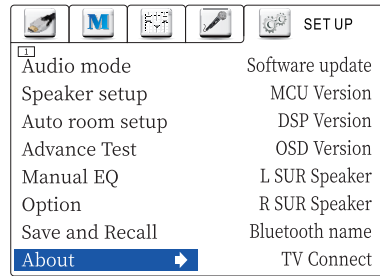 M
SET UP
1
Audio mode
Software update
Speaker setup
MCU Version
Auto room setup
DSP Version
Advance Test
OSD Version
Manual EQ
L SUR Speaker
Option
R SUR Speaker
Save and Recall
Bluetooth name
About
TV Connect